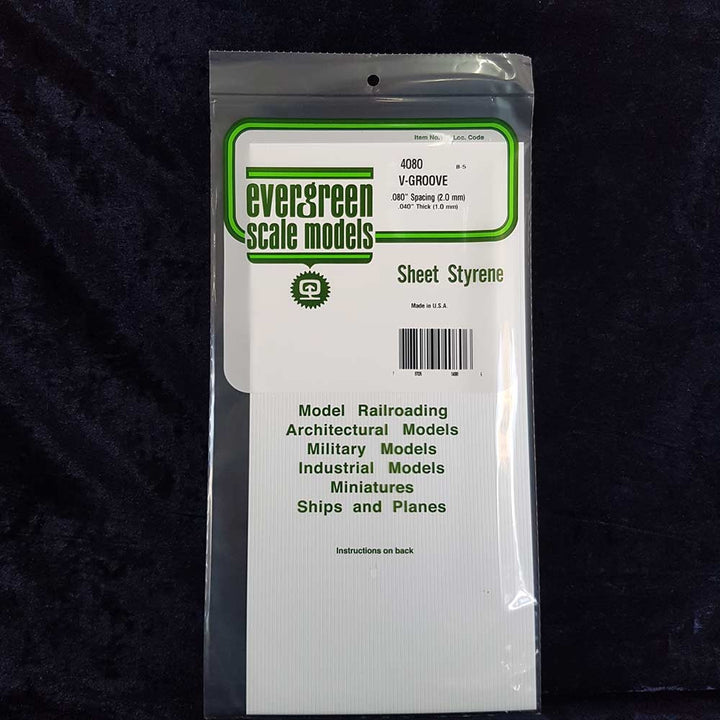 Item No. Loc. Code
4080 B-5
V-GROOVE
.080" Spacing (2.0 mm)
.040" Thick (1.0 mm)
evergreen
scale models
Sheet Styrene
Made in U.S.A.
Model Railroading
Architectural Models
Military Models
Industrial Models
Miniatures
Ships and Planes
Instructions on back